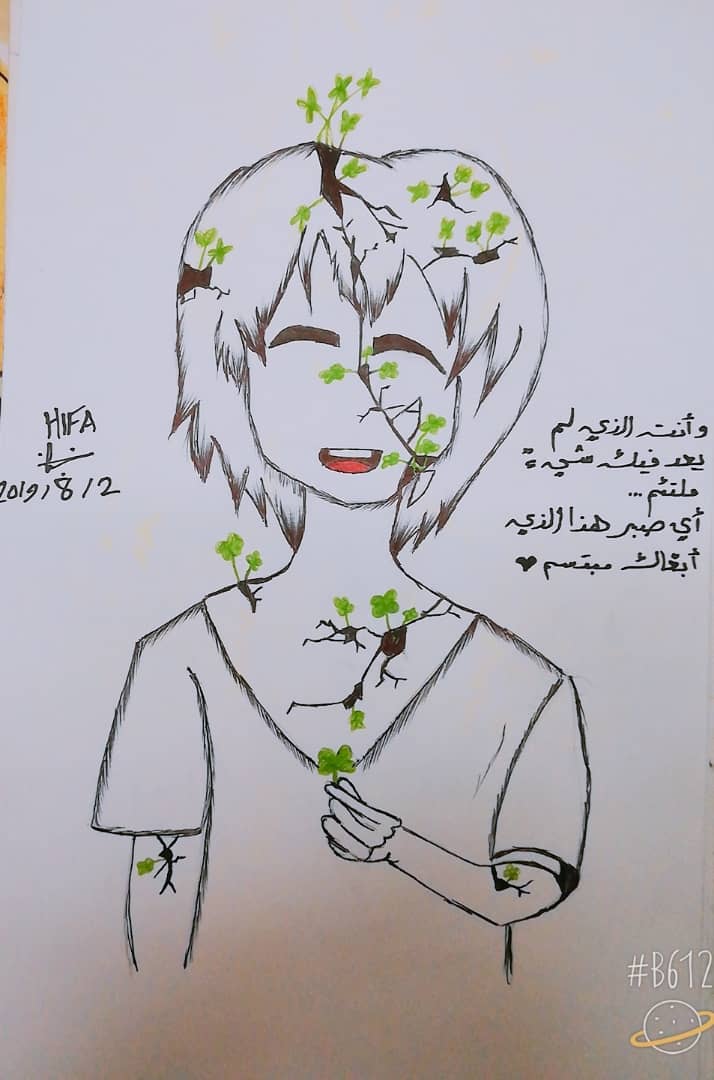 وأنت الذي لم
يعد فيك شيء
ملتئم...
أي صبر هذا الذي
أبقاك مبتسم ♥
HIFA
2019/8/2
#B612